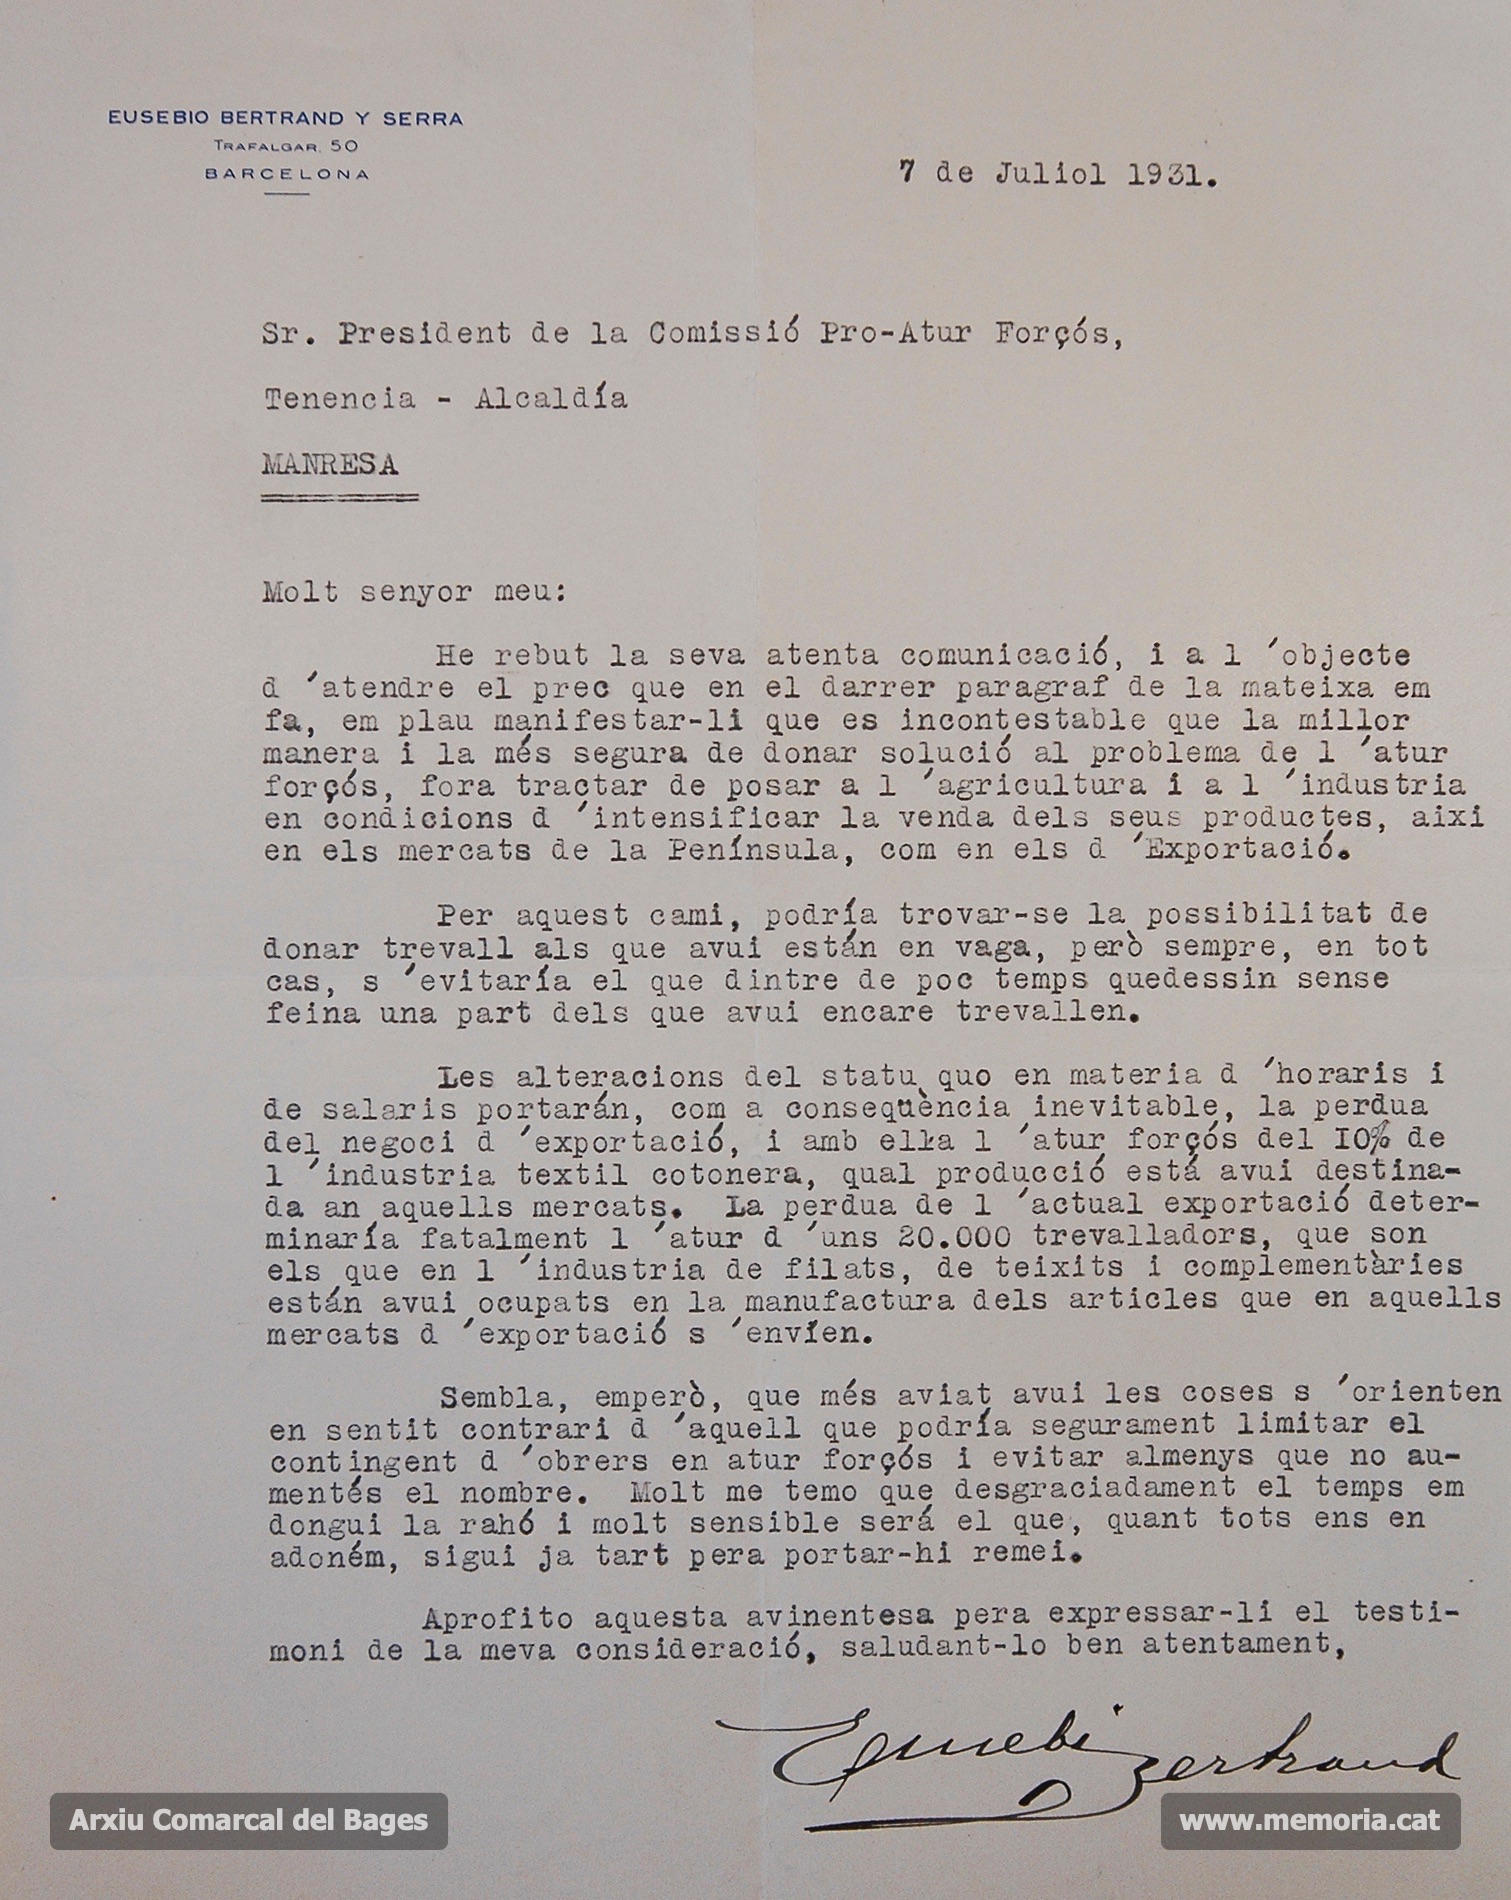 EUSEBIO BERTRAND Y SERRA
TRAFALGAR, 50
BARCELONA
7 de Juliol 1931.
Sr. President de la Comissió Pro-Atur Forçós,
Tenencia - Alcaldía
MANRESA
Molt senyor meu:
He rebut la seva atenta comunicació, i a l 'objecte
d 'atendre el prec que en el darrer paragraf de la mateixa em
fa, em plau manifestar-li que es incontestable que la millor
manera i la més segura de donar solució al problema de l 'atur
forçós, fora tractar de posar a l 'agricultura i a l 'industria
en condicions d 'intensificar la venda dels seus productes, aixi
en els mercats de la Península, com en els d 'Exportació.
Per aquest cami, podría trovar-se la possibilitat de
donar trevall als que avui están en vaga, però sempre, en tot
cas, s 'evitaría el que dintre de poc temps quedessin sense
feina una part dels que avui encare trevallen.
Les alteracions del statu quo en materia d 'horaris i
de salaris portarán, com a conseqüència inevitable, la perdua
del negoci d 'exportació, i amb ella l 'atur forçós del 10% de
l 'industria textil cotonera, qual producció está avui destina-
da an aquells mercats. La perdua de l 'actual exportació deter-
minaría fatalment l 'atur d 'uns 20.000 trevalladors, que son
els que en l 'industria de filats, de teixits i complementàries
están avui ocupats en la manufactura dels articles que en aquells
mercats d 'exportació s 'envíen.
Sembla, emperò, que més aviat avui les coses s 'orienten
en sentit contrari d 'aquell que podría segurament limitar el
contingent d 'obrers en atur forçós i evitar almenys que no au-
mentés el nombre. Molt me temo que desgraciadament el temps em
dongui la rahó i molt sensible será el que, quant tots ens en
adoném, sigui ja tart pera portar-hi remei.
Aprofito aquesta avinentesa pera expressar-li el testi-
moni de la meva consideració, saludant-lo ben atentament,
Eusebi Bertrand
Arxiu Comarcal del Bages
www.memoria.cat